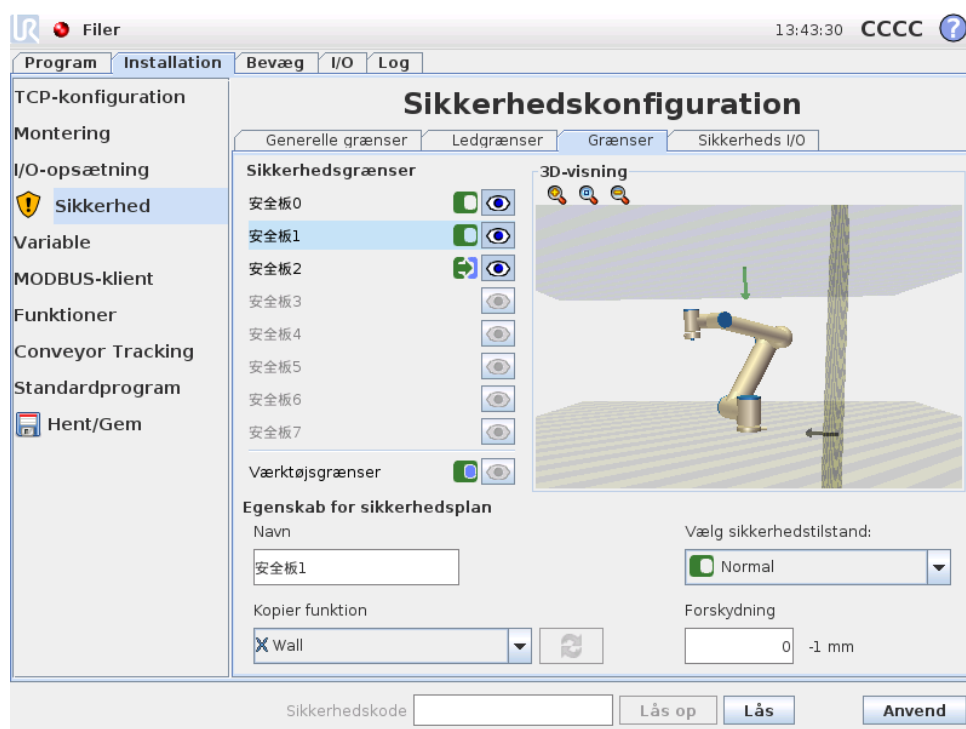 UR Filer 13:43:30 CCCC ?
Program Installation Bevæg I/O Log
TCP-konfiguration
Montering
I/O-opsætning
Sikkerhed
Variable
MODBUS-klient
Funktioner
Conveyor Tracking
Standardprogram
Hent/Gem
Sikkerhedskonfiguration
Generelle grænser Ledgrænser Grænser Sikkerheds I/O
Sikkerhedsgrænser
安全板0
安全板1
安全板2
安全板3
安全板4
安全板5
安全板6
安全板7
Værktøjsgrænser
3D-visning
Egenskab for sikkerhedsplan
Navn
安全板1
Vælg sikkerhedstilstand:
Normal
Kopier funktion
Wall
Forskydning
0 -1 mm
Sikkerhedskode Lås op Lås Anvend